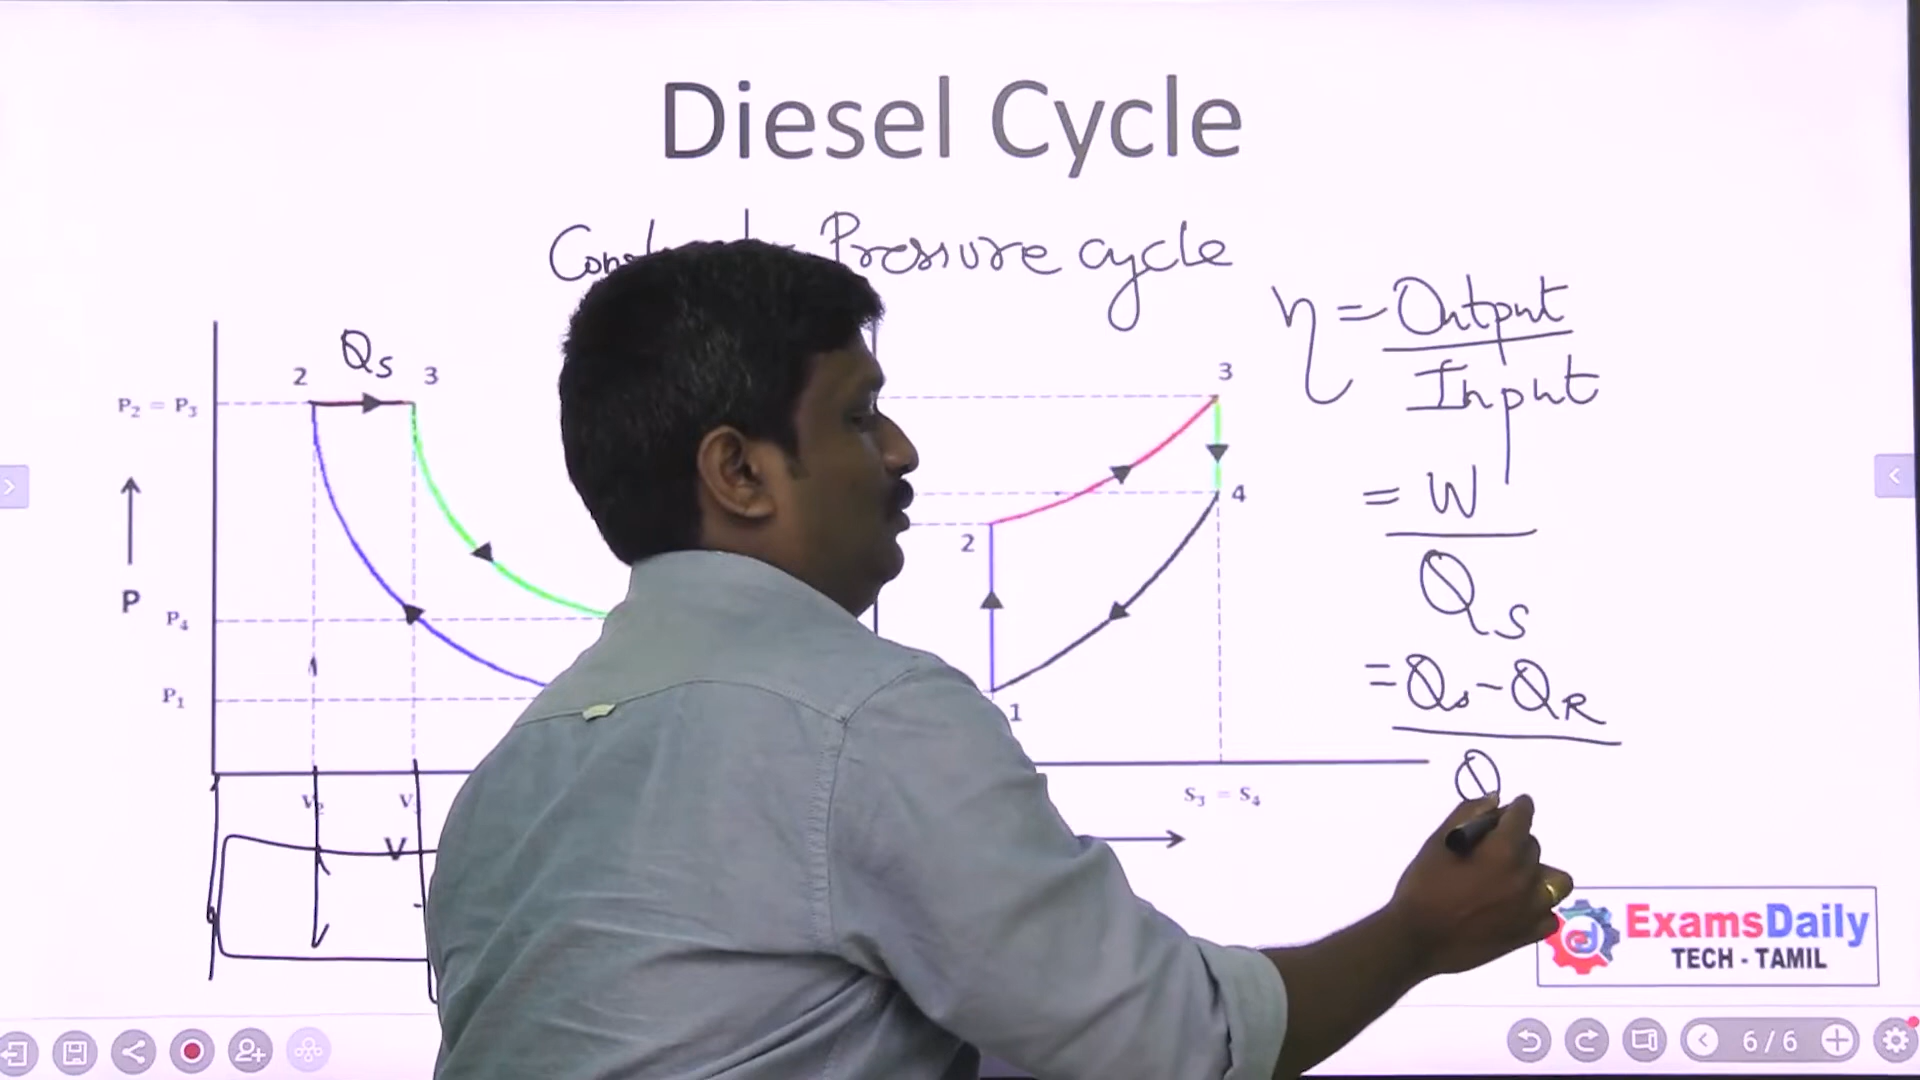 Diesel Cycle
Pressure cycle
η = Output
Input
= W
Qs
= Qs - QR
Q
Qs
2
3
P2 = P3
P
P4
P1
V
V
3
4
2
1
S3 = S4
ExamsDaily
TECH - TAMIL
6/6